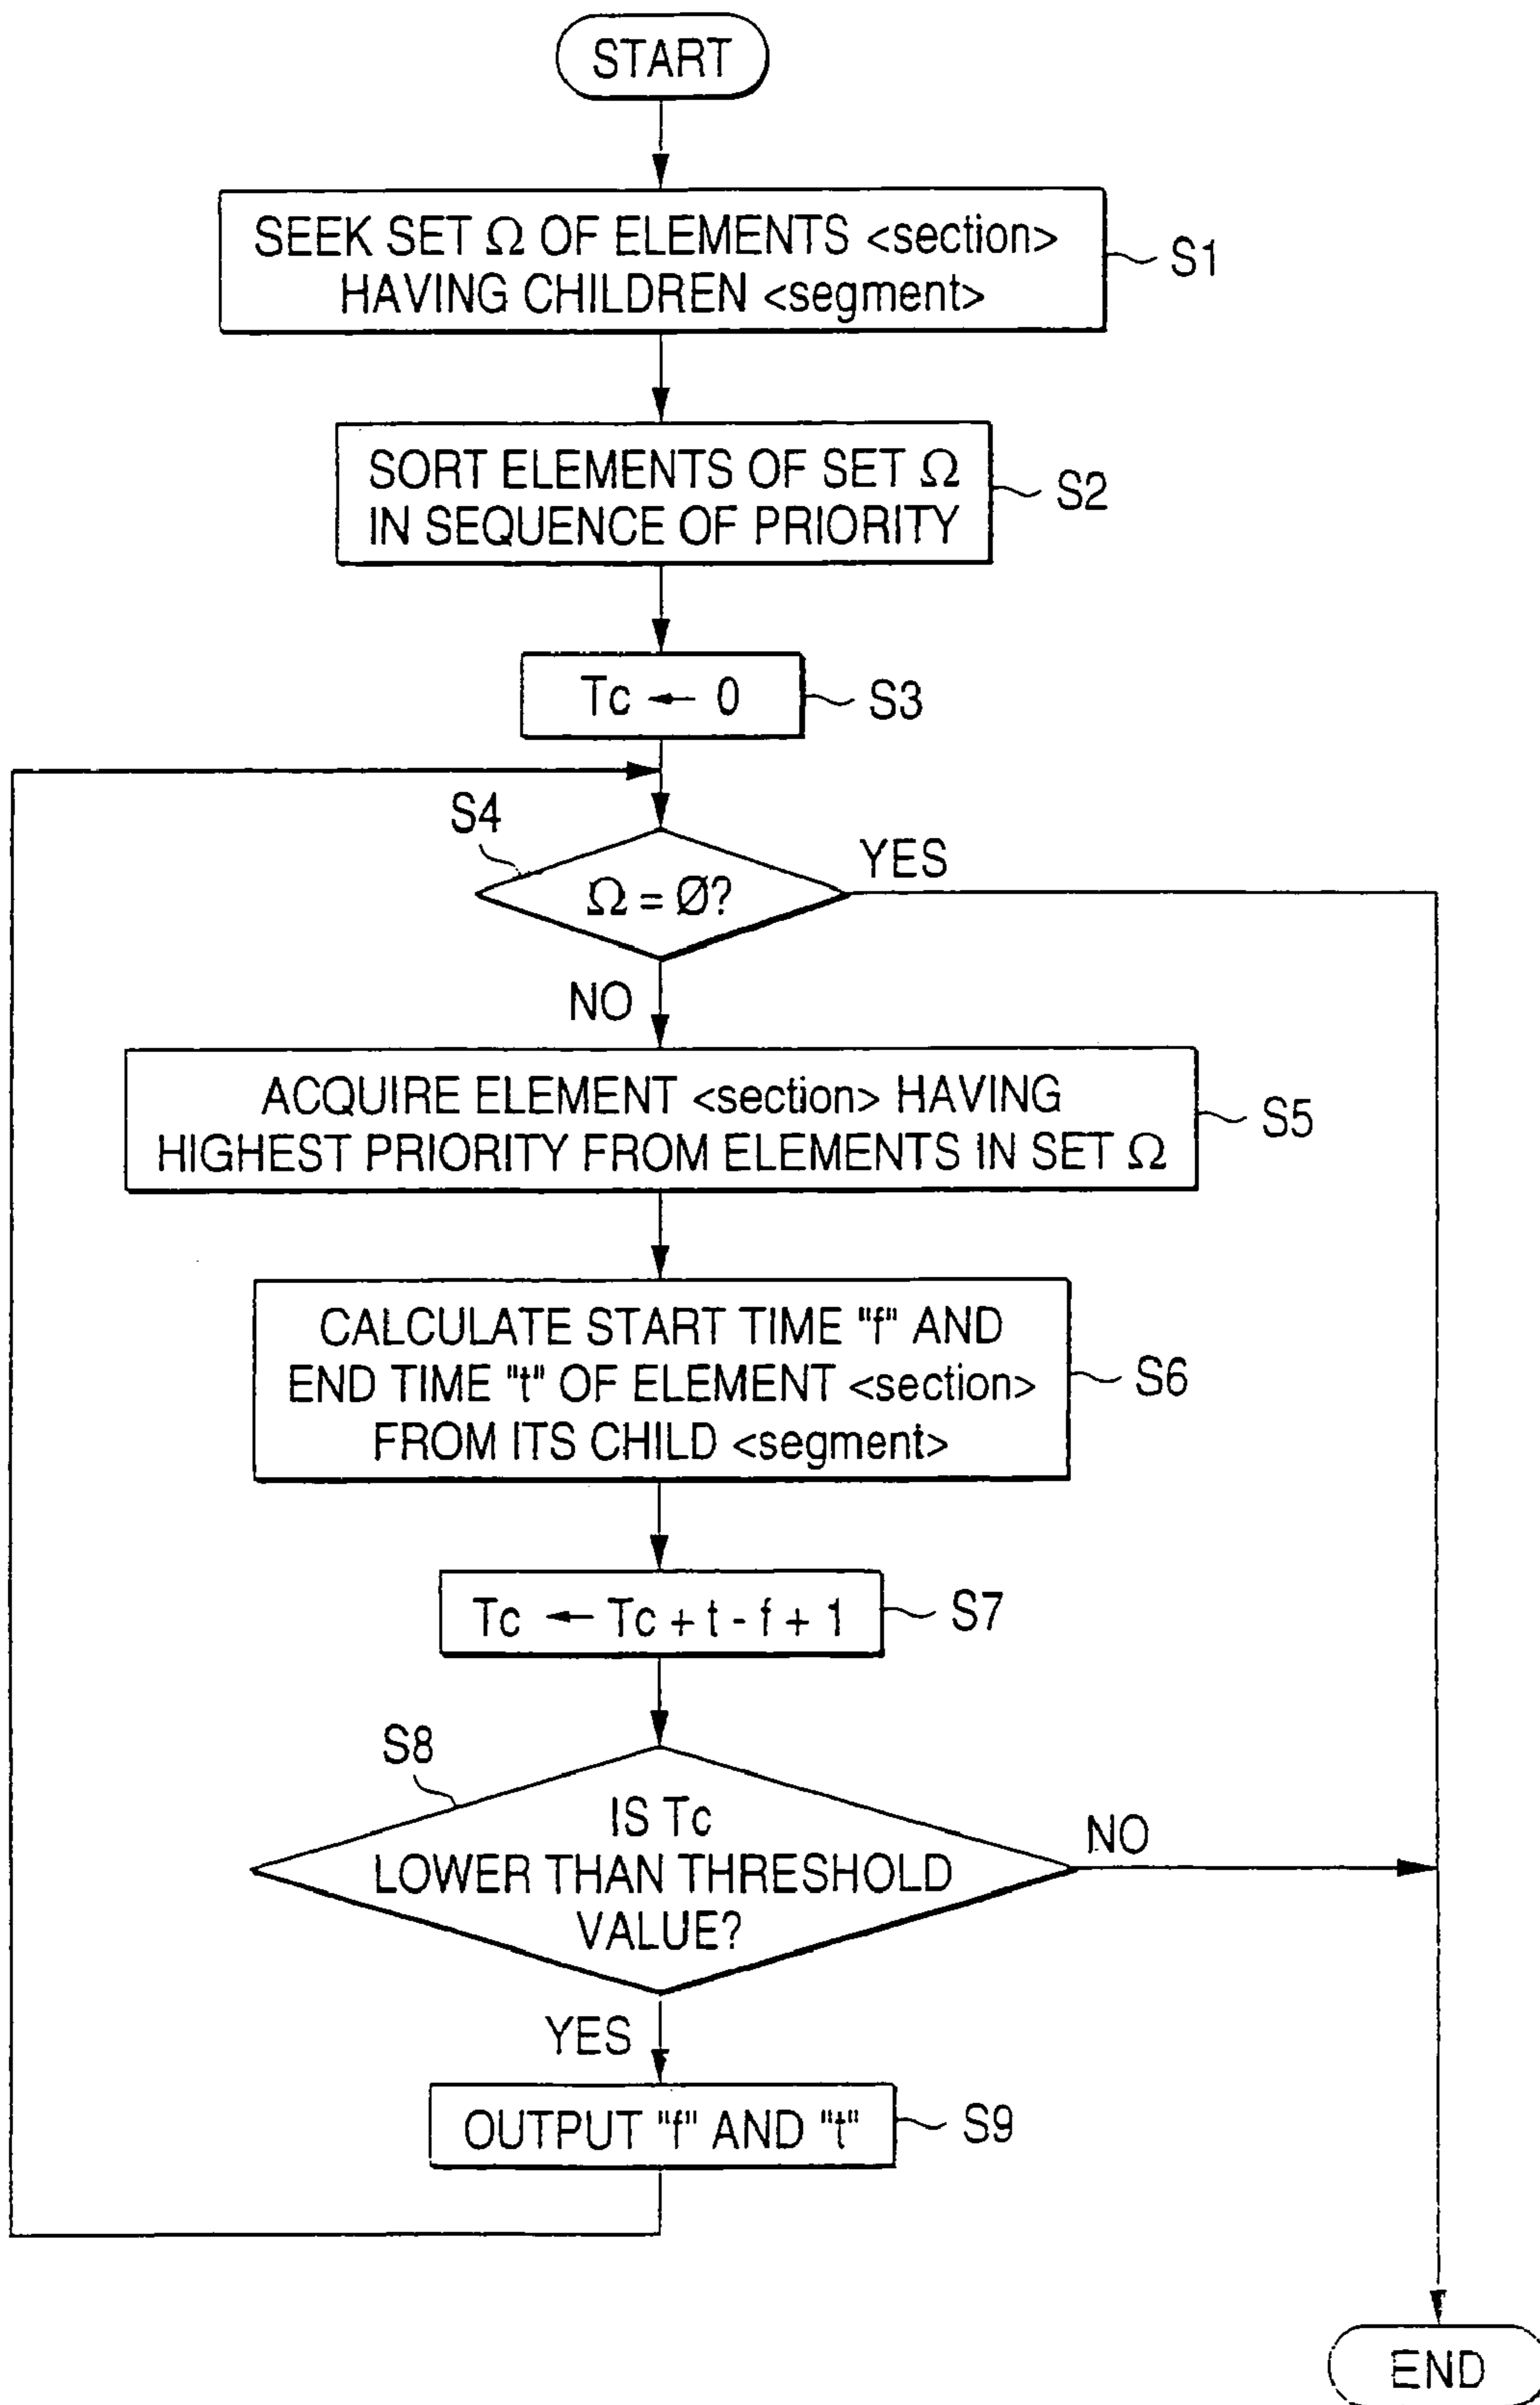 START
SEEK SET Ω OF ELEMENTS <section>
HAVING CHILDREN <segment>
S1
SORT ELEMENTS OF SET Ω
IN SEQUENCE OF PRIORITY
S2
Tc ← 0
S3
S4
Ω = Ø?
YES
NO
ACQUIRE ELEMENT <section> HAVING
HIGHEST PRIORITY FROM ELEMENTS IN SET Ω
S5
CALCULATE START TIME "f" AND
END TIME "t" OF ELEMENT <section>
FROM ITS CHILD <segment>
S6
Tc ← Tc + t - f + 1
S7
S8
IS Tc
LOWER THAN THRESHOLD
VALUE?
NO
YES
OUTPUT "f" AND "t"
S9
END